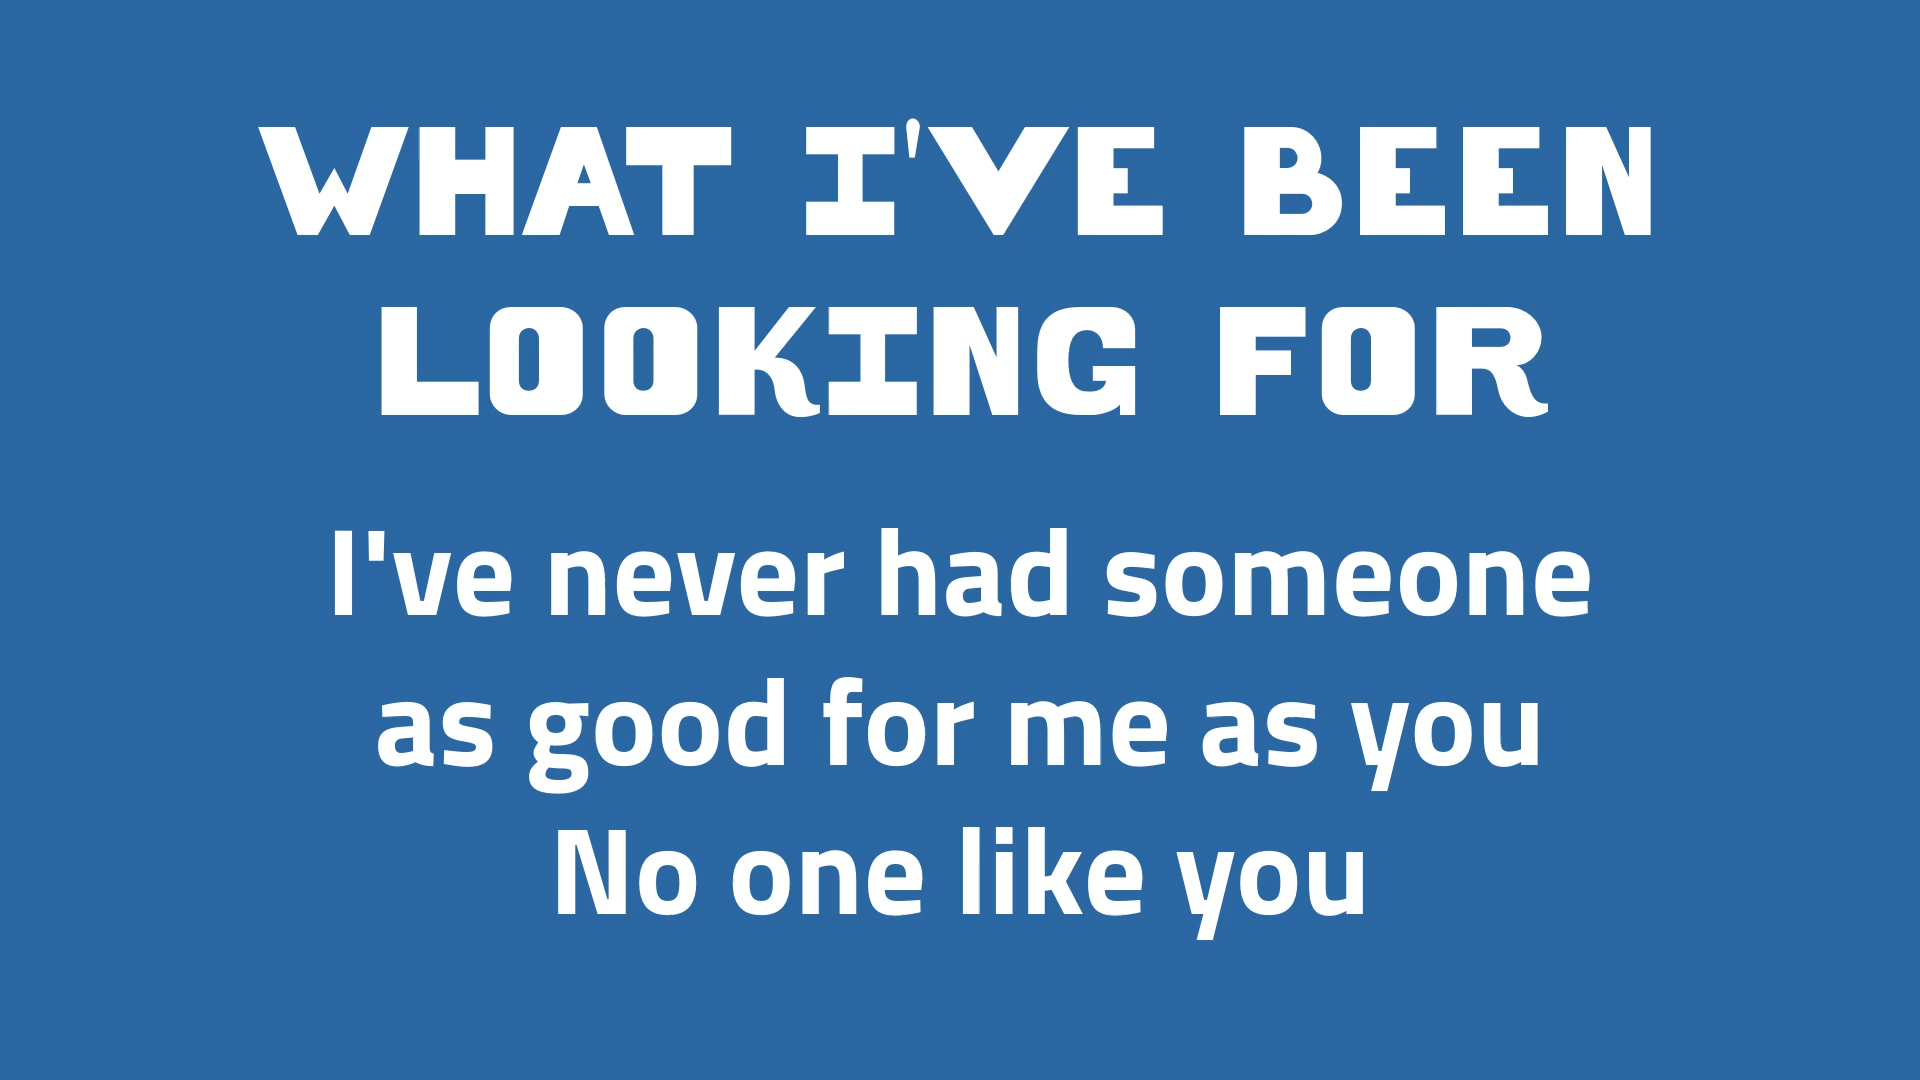 WHAT I'VE BEEN
LOOKING FOR
I've never had someone
as good for me as you
No one like you